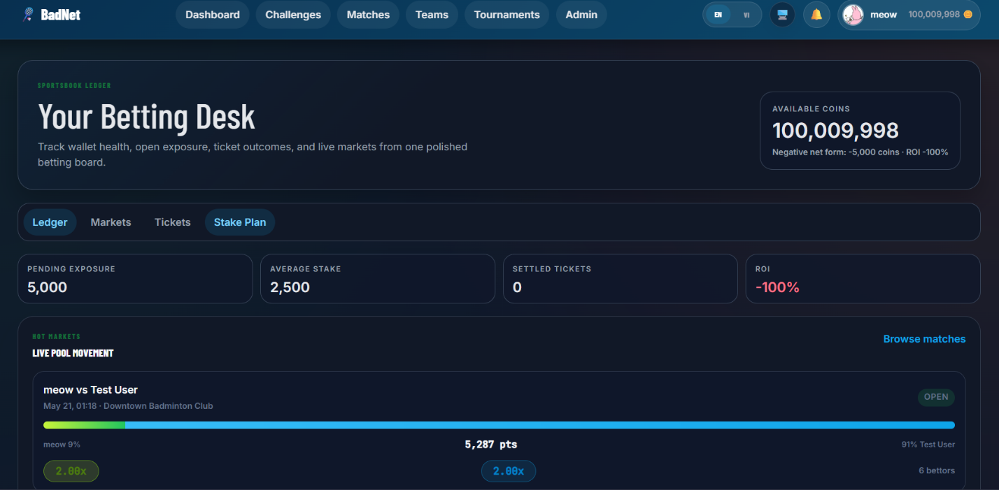 BadNet
Dashboard
Challenges
Matches
Teams
Tournaments
Admin
EN
VI
meow
100,009,998
SPORTSBOOK LEDGER
Your Betting Desk
Track wallet health, open exposure, ticket outcomes, and live markets from one polished
betting board.
AVAILABLE COINS
100,009,998
Negative net form: -5,000 coins · ROI -100%
Ledger
Markets
Tickets
Stake Plan
PENDING EXPOSURE
5,000
AVERAGE STAKE
2,500
SETTLED TICKETS
0
ROI
-100%
HOT MARKETS
LIVE POOL MOVEMENT
Browse matches
meow vs Test User
May 21, 01:18 · Downtown Badminton Club
OPEN
meow 9%
5,287 pts
91% Test User
2.00x
2.00x
6 bettors